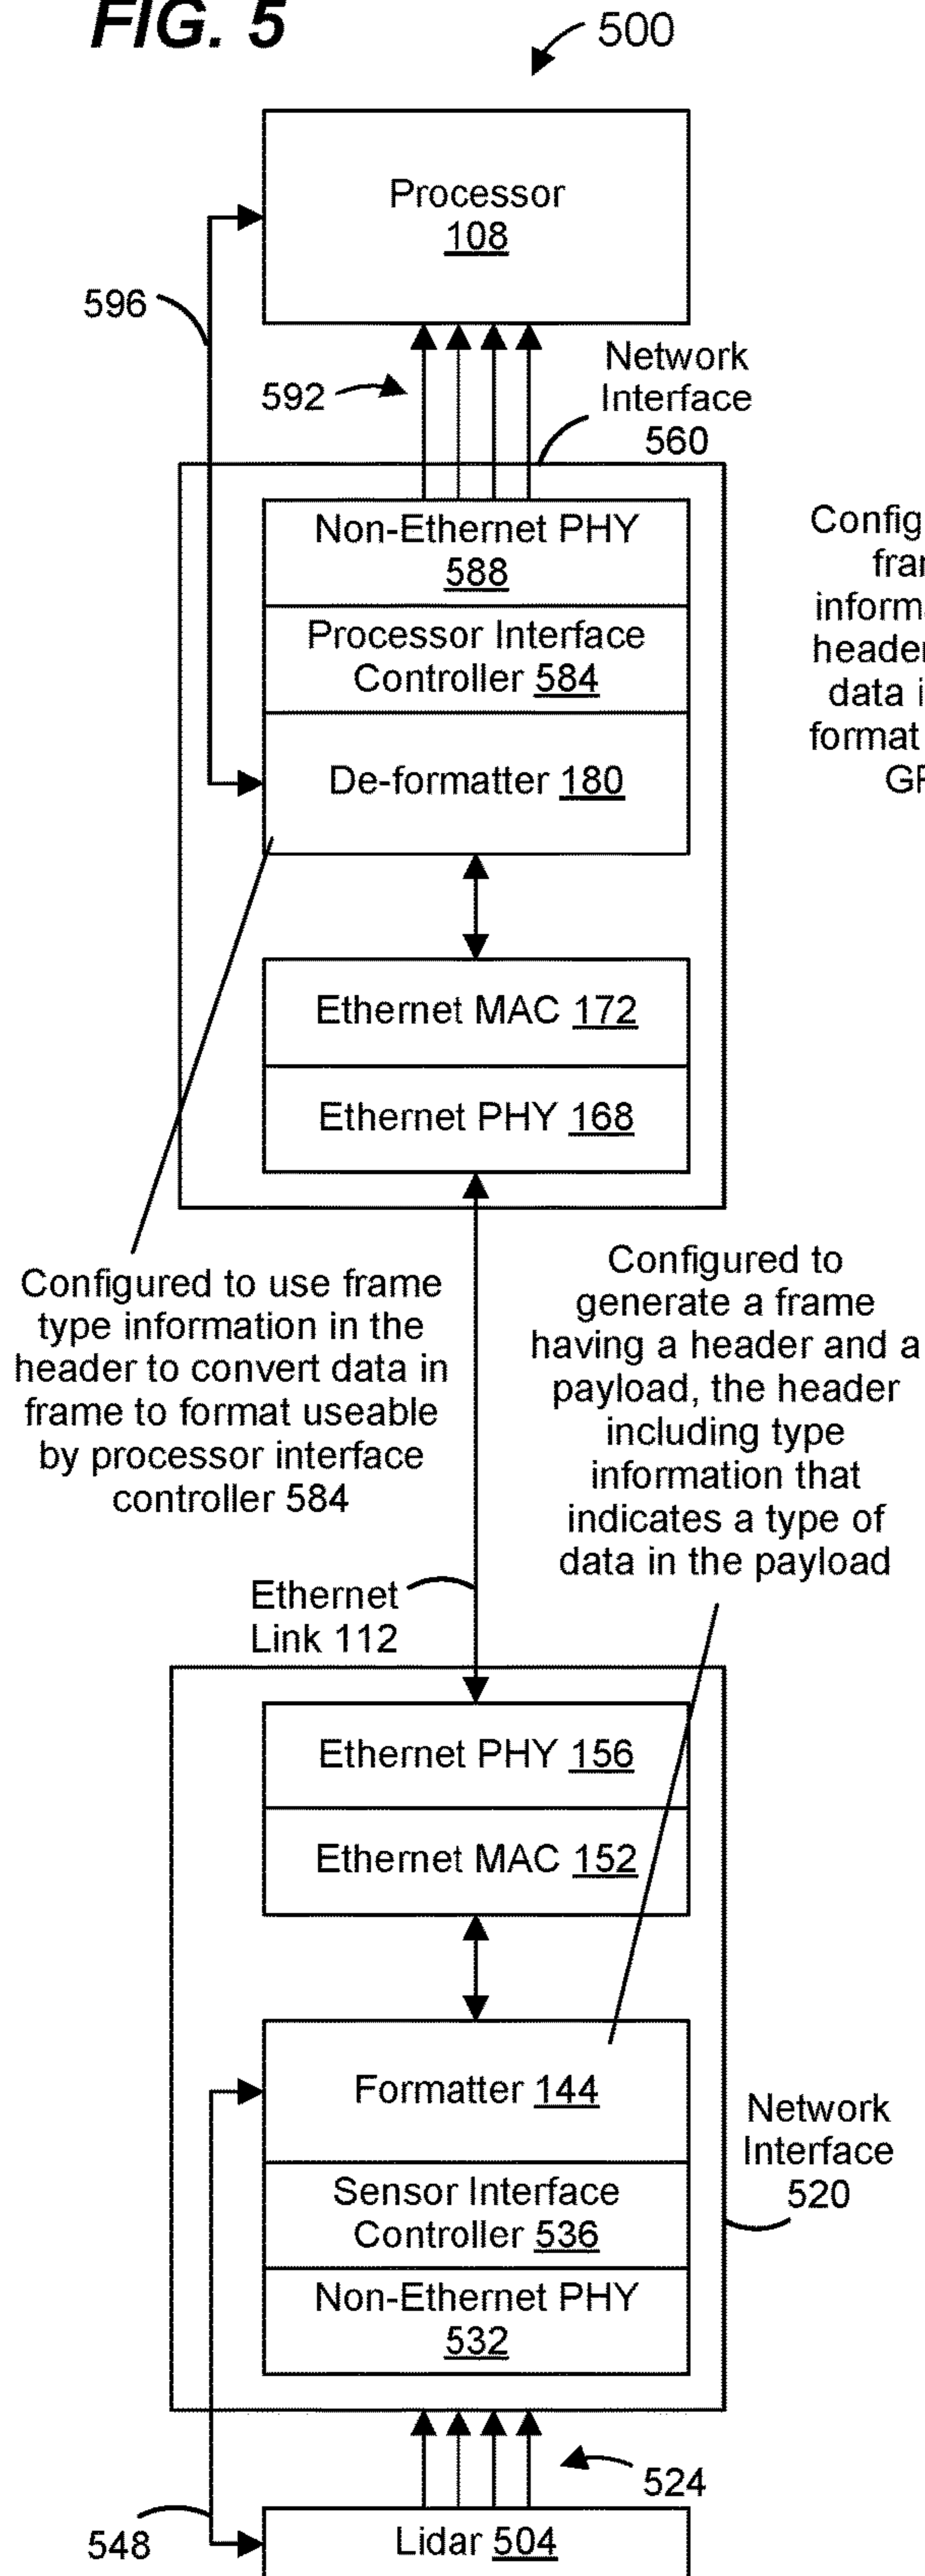 FIG. 5
500
Processor
108
596
592
Network
Interface
560
Non-Ethernet PHY
588
Processor Interface
Controller 584
De-formatter 180
Ethernet MAC 172
Ethernet PHY 168
Configured to use frame
type information in the
header to convert data in
frame to format useable
by processor interface
controller 584
Configured to
generate a frame
having a header and a
payload, the header
including type
information that
indicates a type of
data in the payload
Ethernet
Link 112
Ethernet PHY 156
Ethernet MAC 152
Formatter 144
Sensor Interface
Controller 536
Non-Ethernet PHY
532
Network
Interface
520
524
548
Lidar 504
header
data
format